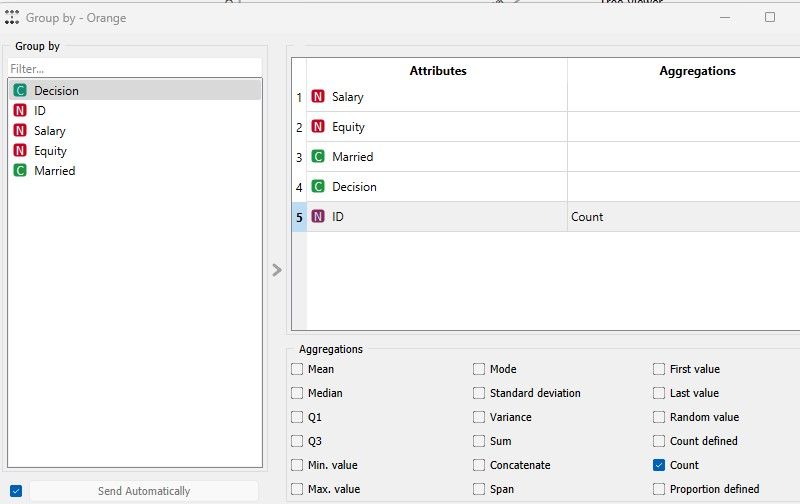 Group by - Orange
Group by
Filter...
C Decision
N ID
N Salary
N Equity
C Married
Send Automatically
Attributes Aggregations
1 N Salary
2 N Equity
3 C Married
4 C Decision
5 N ID Count
Aggregations
Mean Mode First value
Median Standard deviation Last value
Q1 Variance Random value
Q3 Sum Count defined
Min. value Concatenate Count
Max. value Span Proportion defined